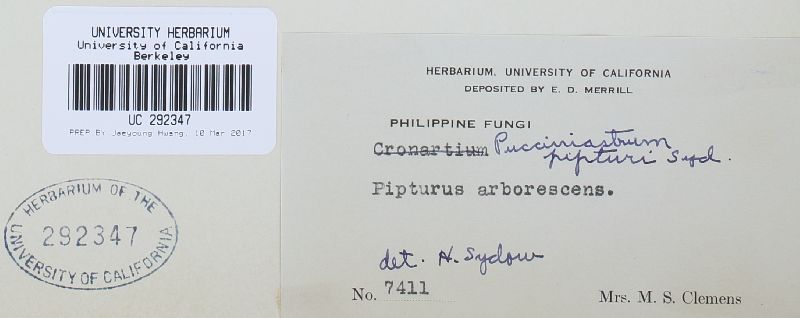 UNIVERSITY HERBARIUM
University of California
Berkeley
UC 292347
PREP BY Jaeyoung Hwang, 10 Mar 2017
HERBARIUM OF THE
292347
UNIVERSITY OF CALIFORNIA
HERBARIUM, UNIVERSITY OF CALIFORNIA
DEPOSITED BY E. D. MERRILL
PHILIPPINE FUNGI
Cronartium Pucciniastrum
pipturi Syd.
Pipturus arborescens.
det. H. Sydow
No. 7411 Mrs. M. S. Clemens